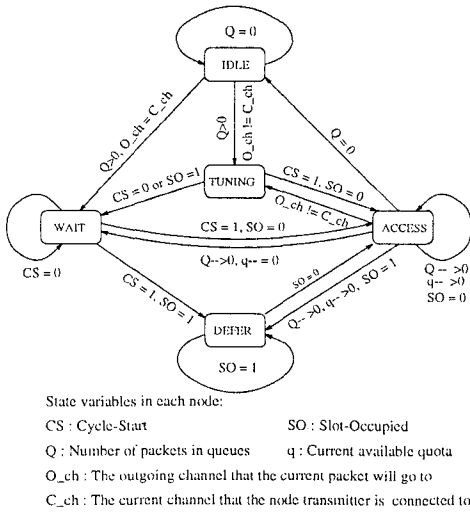 Q = 0
IDLE
Q>0, O_ch = C_ch
Q>0
O_ch != C_ch
Q = 0
TUNING
CS = 0 or SO =1
CS = 1, SO = 0
O_ch != C_ch
WAIT
ACCESS
CS = 1, SO = 0
Q-->0, q-- = 0
CS = 0
Q-- >0
q-- >0
SO = 0
CS = 1, SO = 1
SO = 0
Q-- >0, q-- >0, SO = 1
DEFER
SO = 1
State variables in each node:
CS : Cycle-Start SO : Slot-Occupied
Q : Number of packets in queues q : Current available quota
O_ch : The outgoing channel that the current packet will go to
C_ch : The current channel that the node transmitter is connected to